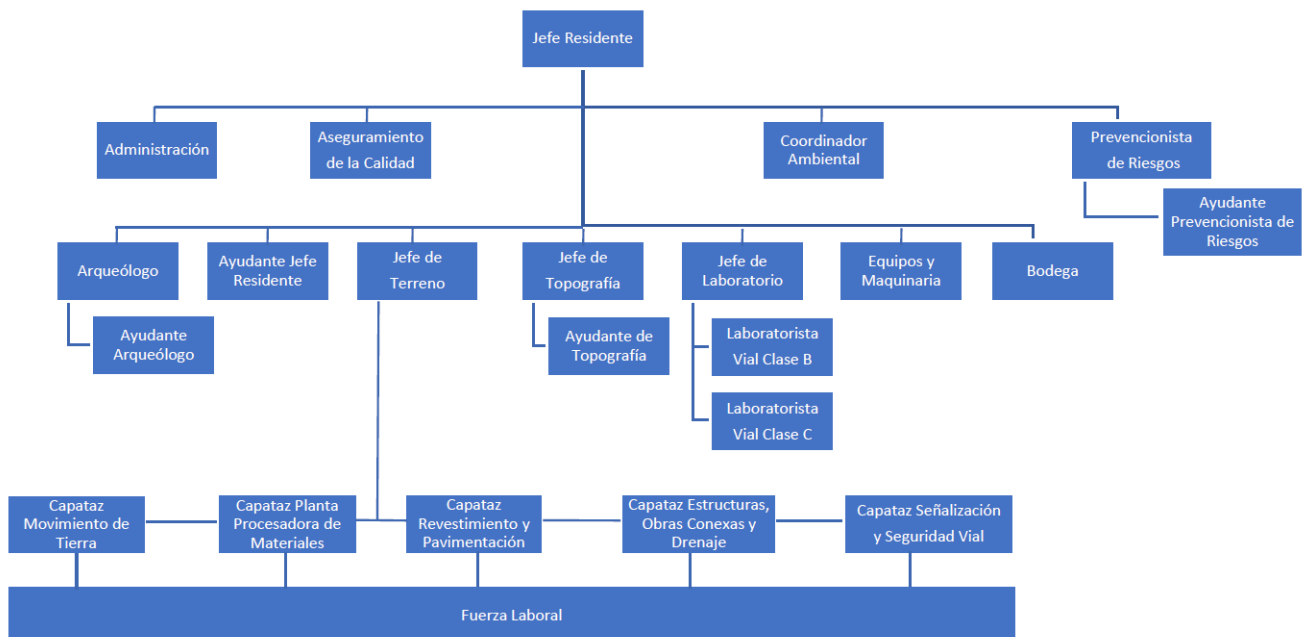 Jefe Residente
Administración
Aseguramiento
de la Calidad
Coordinador
Ambiental
Prevencionista
de Riesgos
Ayudante
Prevencionista de
Riesgos
Arqueólogo
Ayudante Jefe
Residente
Jefe de
Terreno
Jefe de
Topografía
Jefe de
Laboratorio
Equipos y
Maquinaria
Bodega
Ayudante
Arqueólogo
Ayudante de
Topografía
Laboratorista
Vial Clase B
Laboratorista
Vial Clase C
Capataz
Movimiento de
Tierra
Capataz Planta
Procesadora de
Materiales
Capataz
Revestimiento y
Pavimentación
Capataz Estructuras,
Obras Conexas y
Drenaje
Capataz Señalización
y Seguridad Vial
Fuerza Laboral